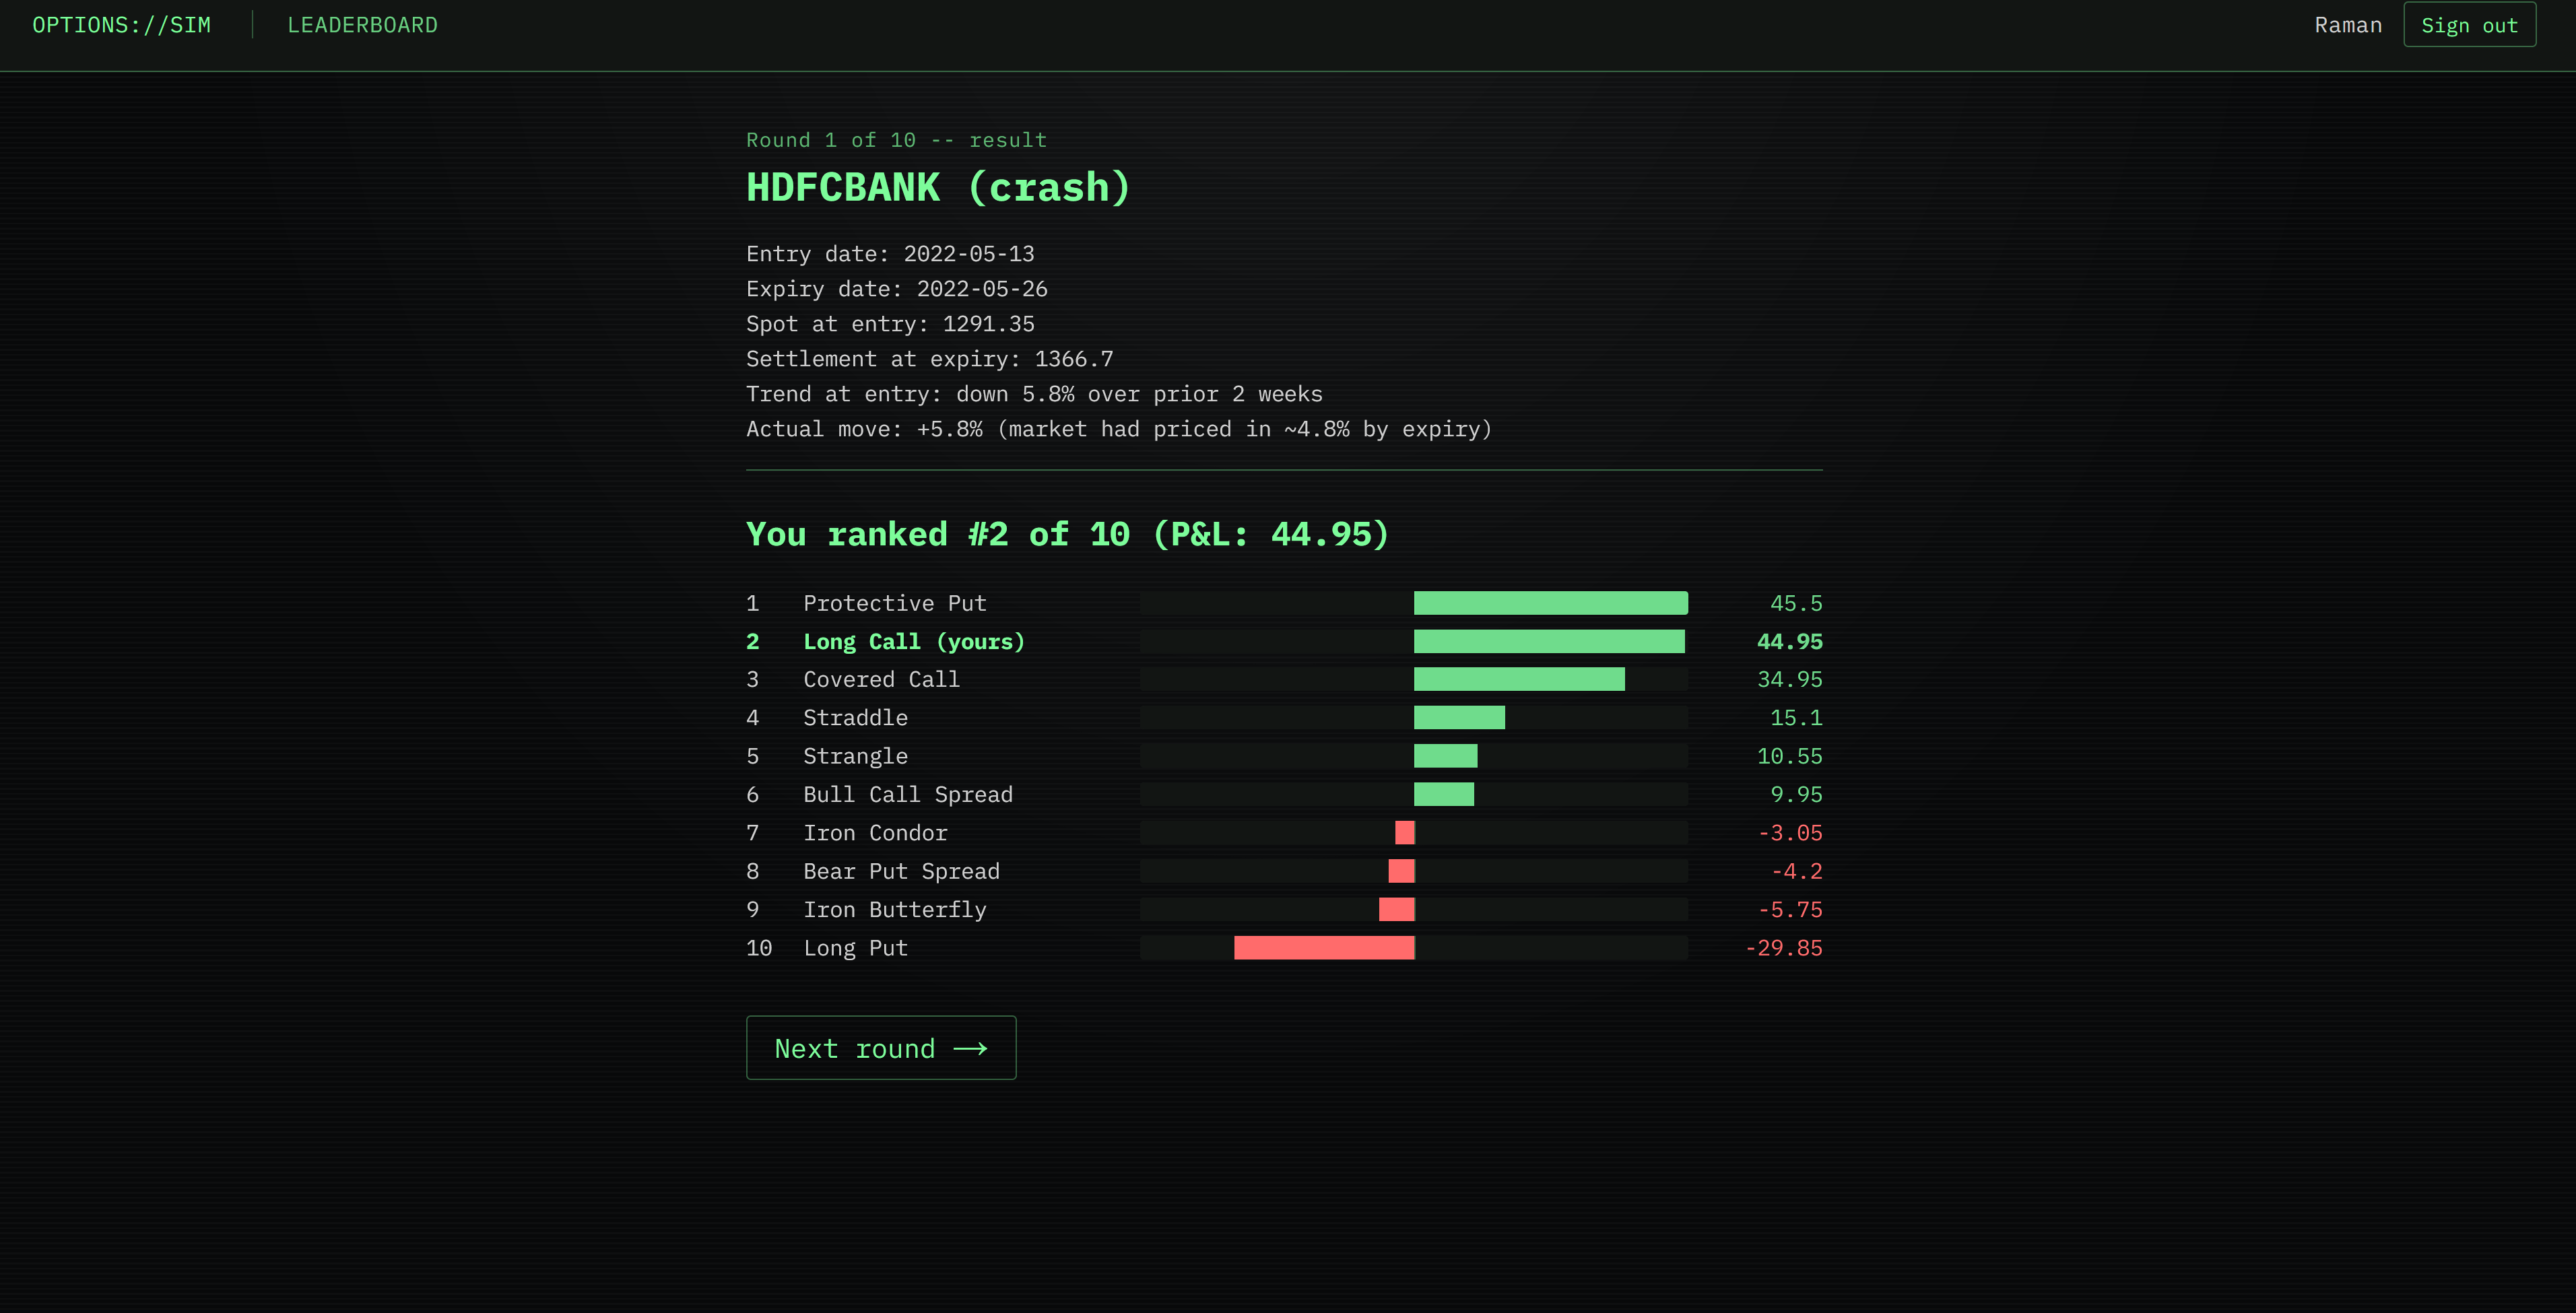 OPTIONS://SIM LEADERBOARD Raman Sign out
Round 1 of 10 -- result
HDFCBANK (crash)
Entry date: 2022-05-13
Expiry date: 2022-05-26
Spot at entry: 1291.35
Settlement at expiry: 1366.7
Trend at entry: down 5.8% over prior 2 weeks
Actual move: +5.8% (market had priced in ~4.8% by expiry)
You ranked #2 of 10 (P&L: 44.95)
1 Protective Put 45.5
2 Long Call (yours) 44.95
3 Covered Call 34.95
4 Straddle 15.1
5 Strangle 10.55
6 Bull Call Spread 9.95
7 Iron Condor -3.05
8 Bear Put Spread -4.2
9 Iron Butterfly -5.75
10 Long Put -29.85
Next round →